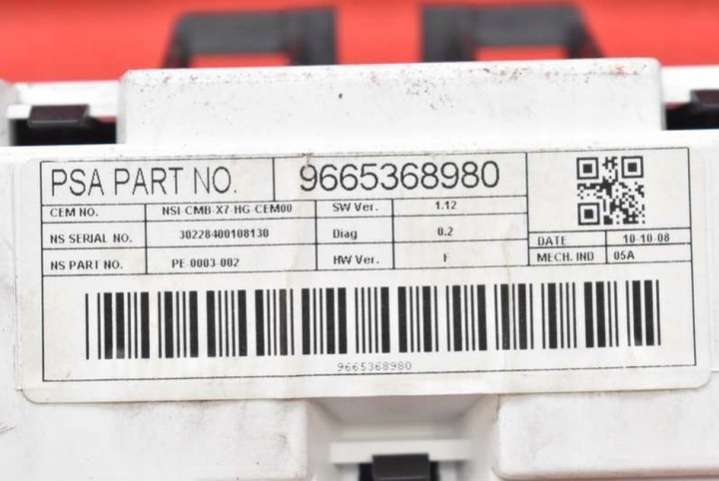 PSA PART NO. 9665368980
CEM NO. NSI-CMB-X7-HG-CEM00 SW Ver. 1.12
NS SERIAL NO. 30228400108130 Diag 0.2
DATE 10-10-08
NS PART NO. PE-0003-002 HW Ver. F
MECH. IND 05A
9665368980